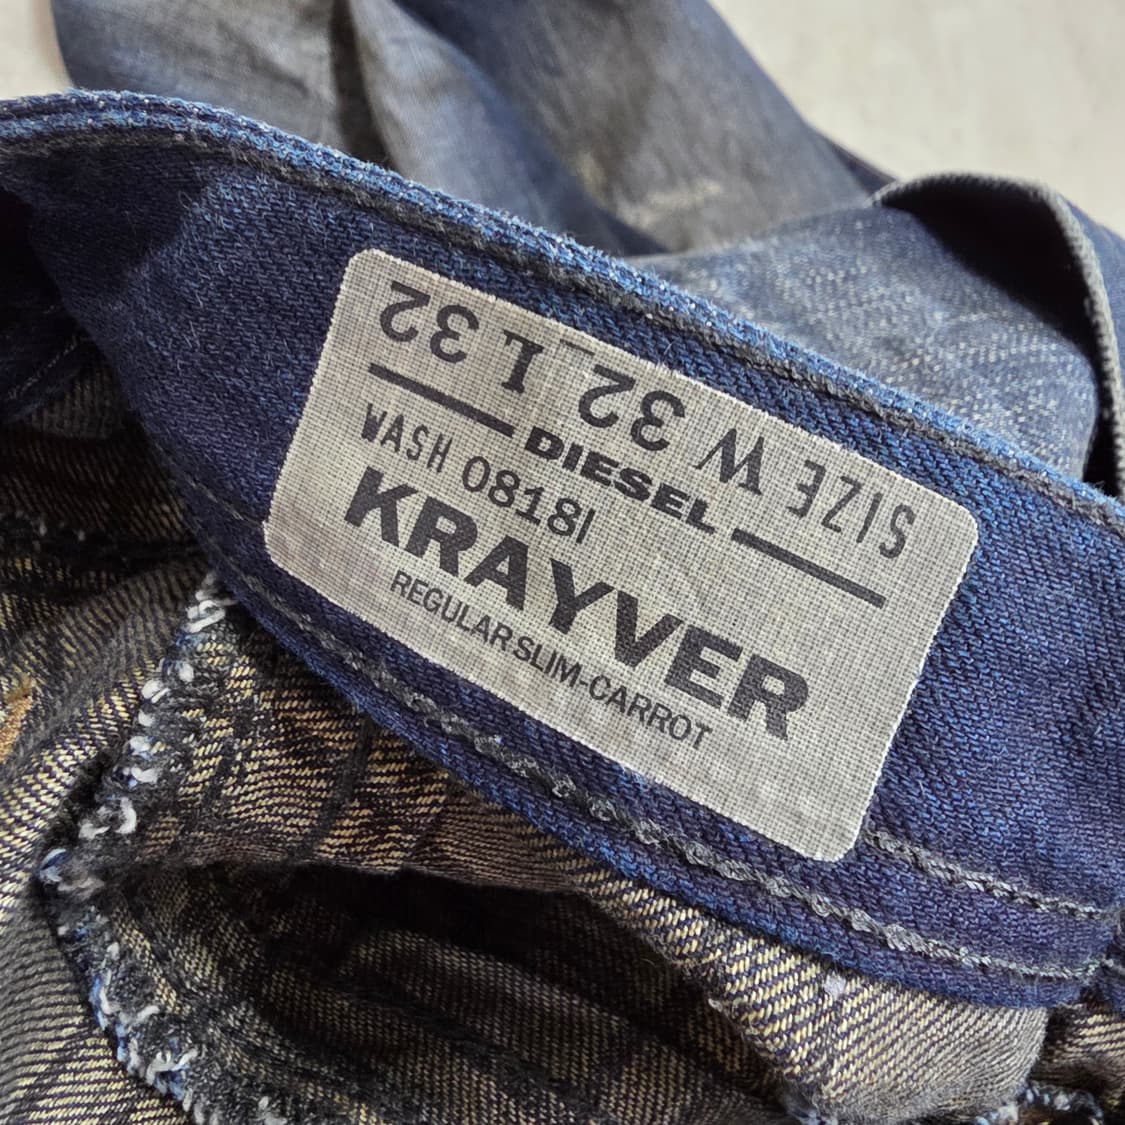 SIZE W 32 L 32
DIESEL
WASH 0818I
KRAYVER
REGULAR SLIM-CARROT